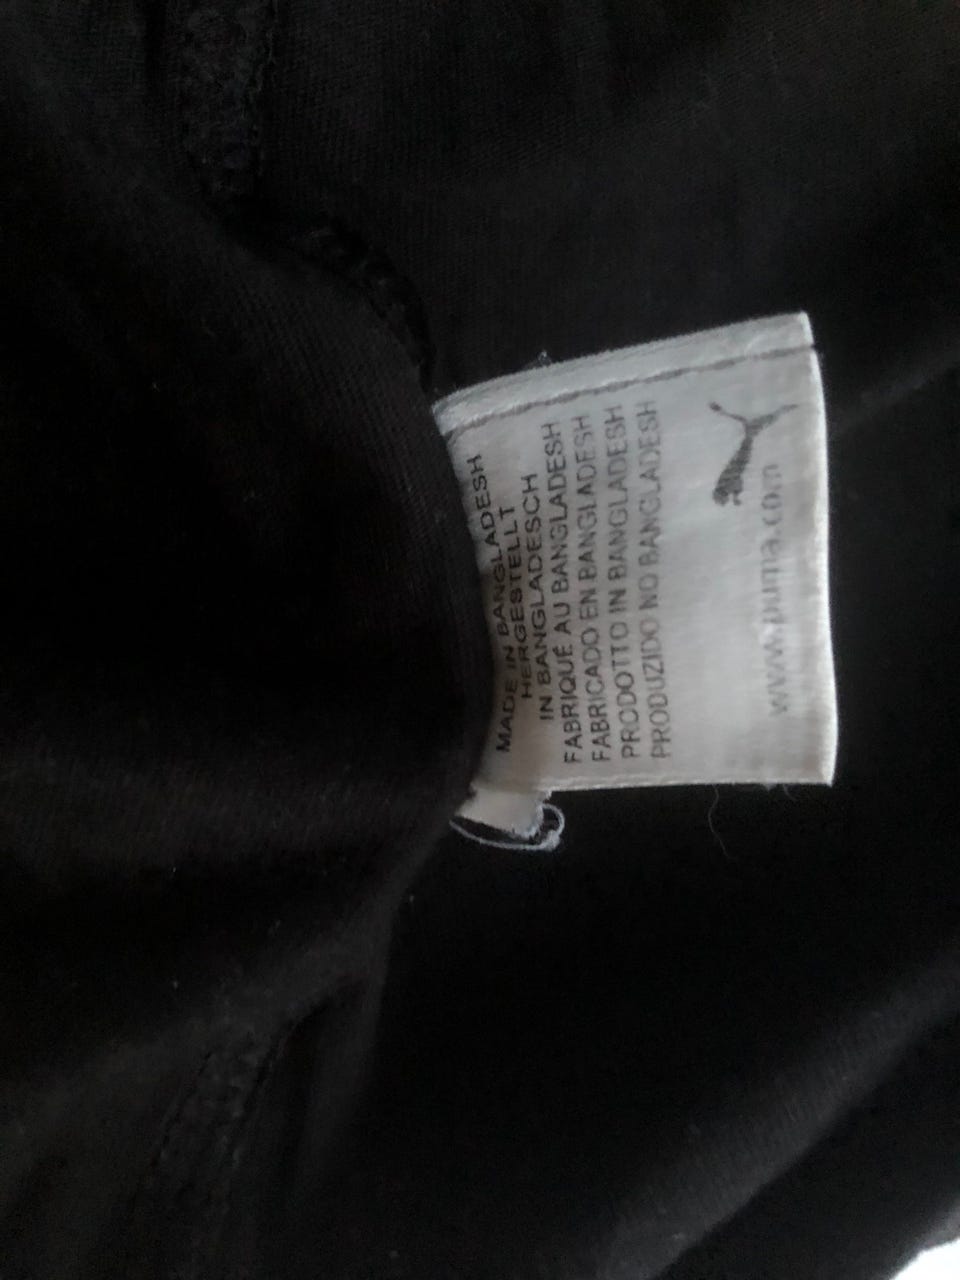 MADE IN BANGLADESH
HERGESTELLT
IN BANGLADESCH
FABRIQUÉ AU BANGLADESH
FABRICADO EN BANGLADESH
PRODOTTO IN BANGLADESH
PRODUZIDO NO BANGLADESH
www.puma.com